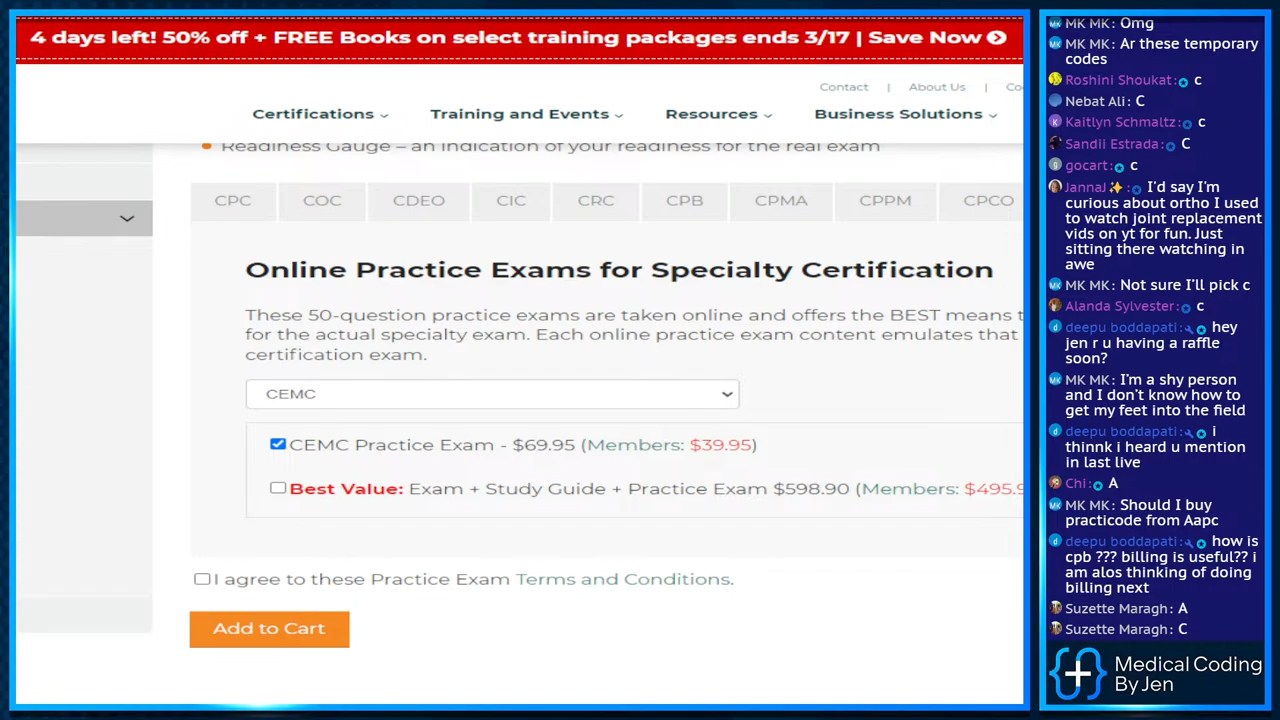 4 days left! 50% off + FREE Books on select training packages ends 3/17 | Save Now
Contact | About Us |
Certifications
Training and Events
Resources
Business Solutions
Readiness Gauge – an indication of your readiness for the real exam
CPC COC CDEO CIC CRC CPB CPMA CPPM CPCO
Online Practice Exams for Specialty Certification
These 50-question practice exams are taken online and offers the BEST means
for the actual specialty exam. Each online practice exam content emulates that
certification exam.
CEMC
CEMC Practice Exam - $69.95 (Members: $39.95)
Best Value: Exam + Study Guide + Practice Exam $598.90 (Members: $495.9
I agree to these Practice Exam Terms and Conditions.
Add to Cart
MK MK: Omg
MK MK: Ar these temporary
codes
Roshini Shoukat: c
Nebat Ali: C
Kaitlyn Schmaltz: c
Sandii Estrada: C
gocart: c
JannaJ✨: I'd say I'm
curious about ortho I used
to watch joint replacement
vids on yt for fun. Just
sitting there watching in
awe
MK MK: Not sure I'll pick c
Alanda Sylvester: c
deepu boddapati: hey
jen r u having a raffle
soon?
MK MK: I'm a shy person
and I don't know how to
get my feet into the field
deepu boddapati: i
thinnk i heard u mention
in last live
Chi: A
MK MK: Should I buy
practicode from Aapc
deepu boddapati: how is
cpb ??? billing is useful?? i
am alos thinking of doing
billing next
Suzette Maragh: A
Suzette Maragh: C
Medical Coding
By Jen